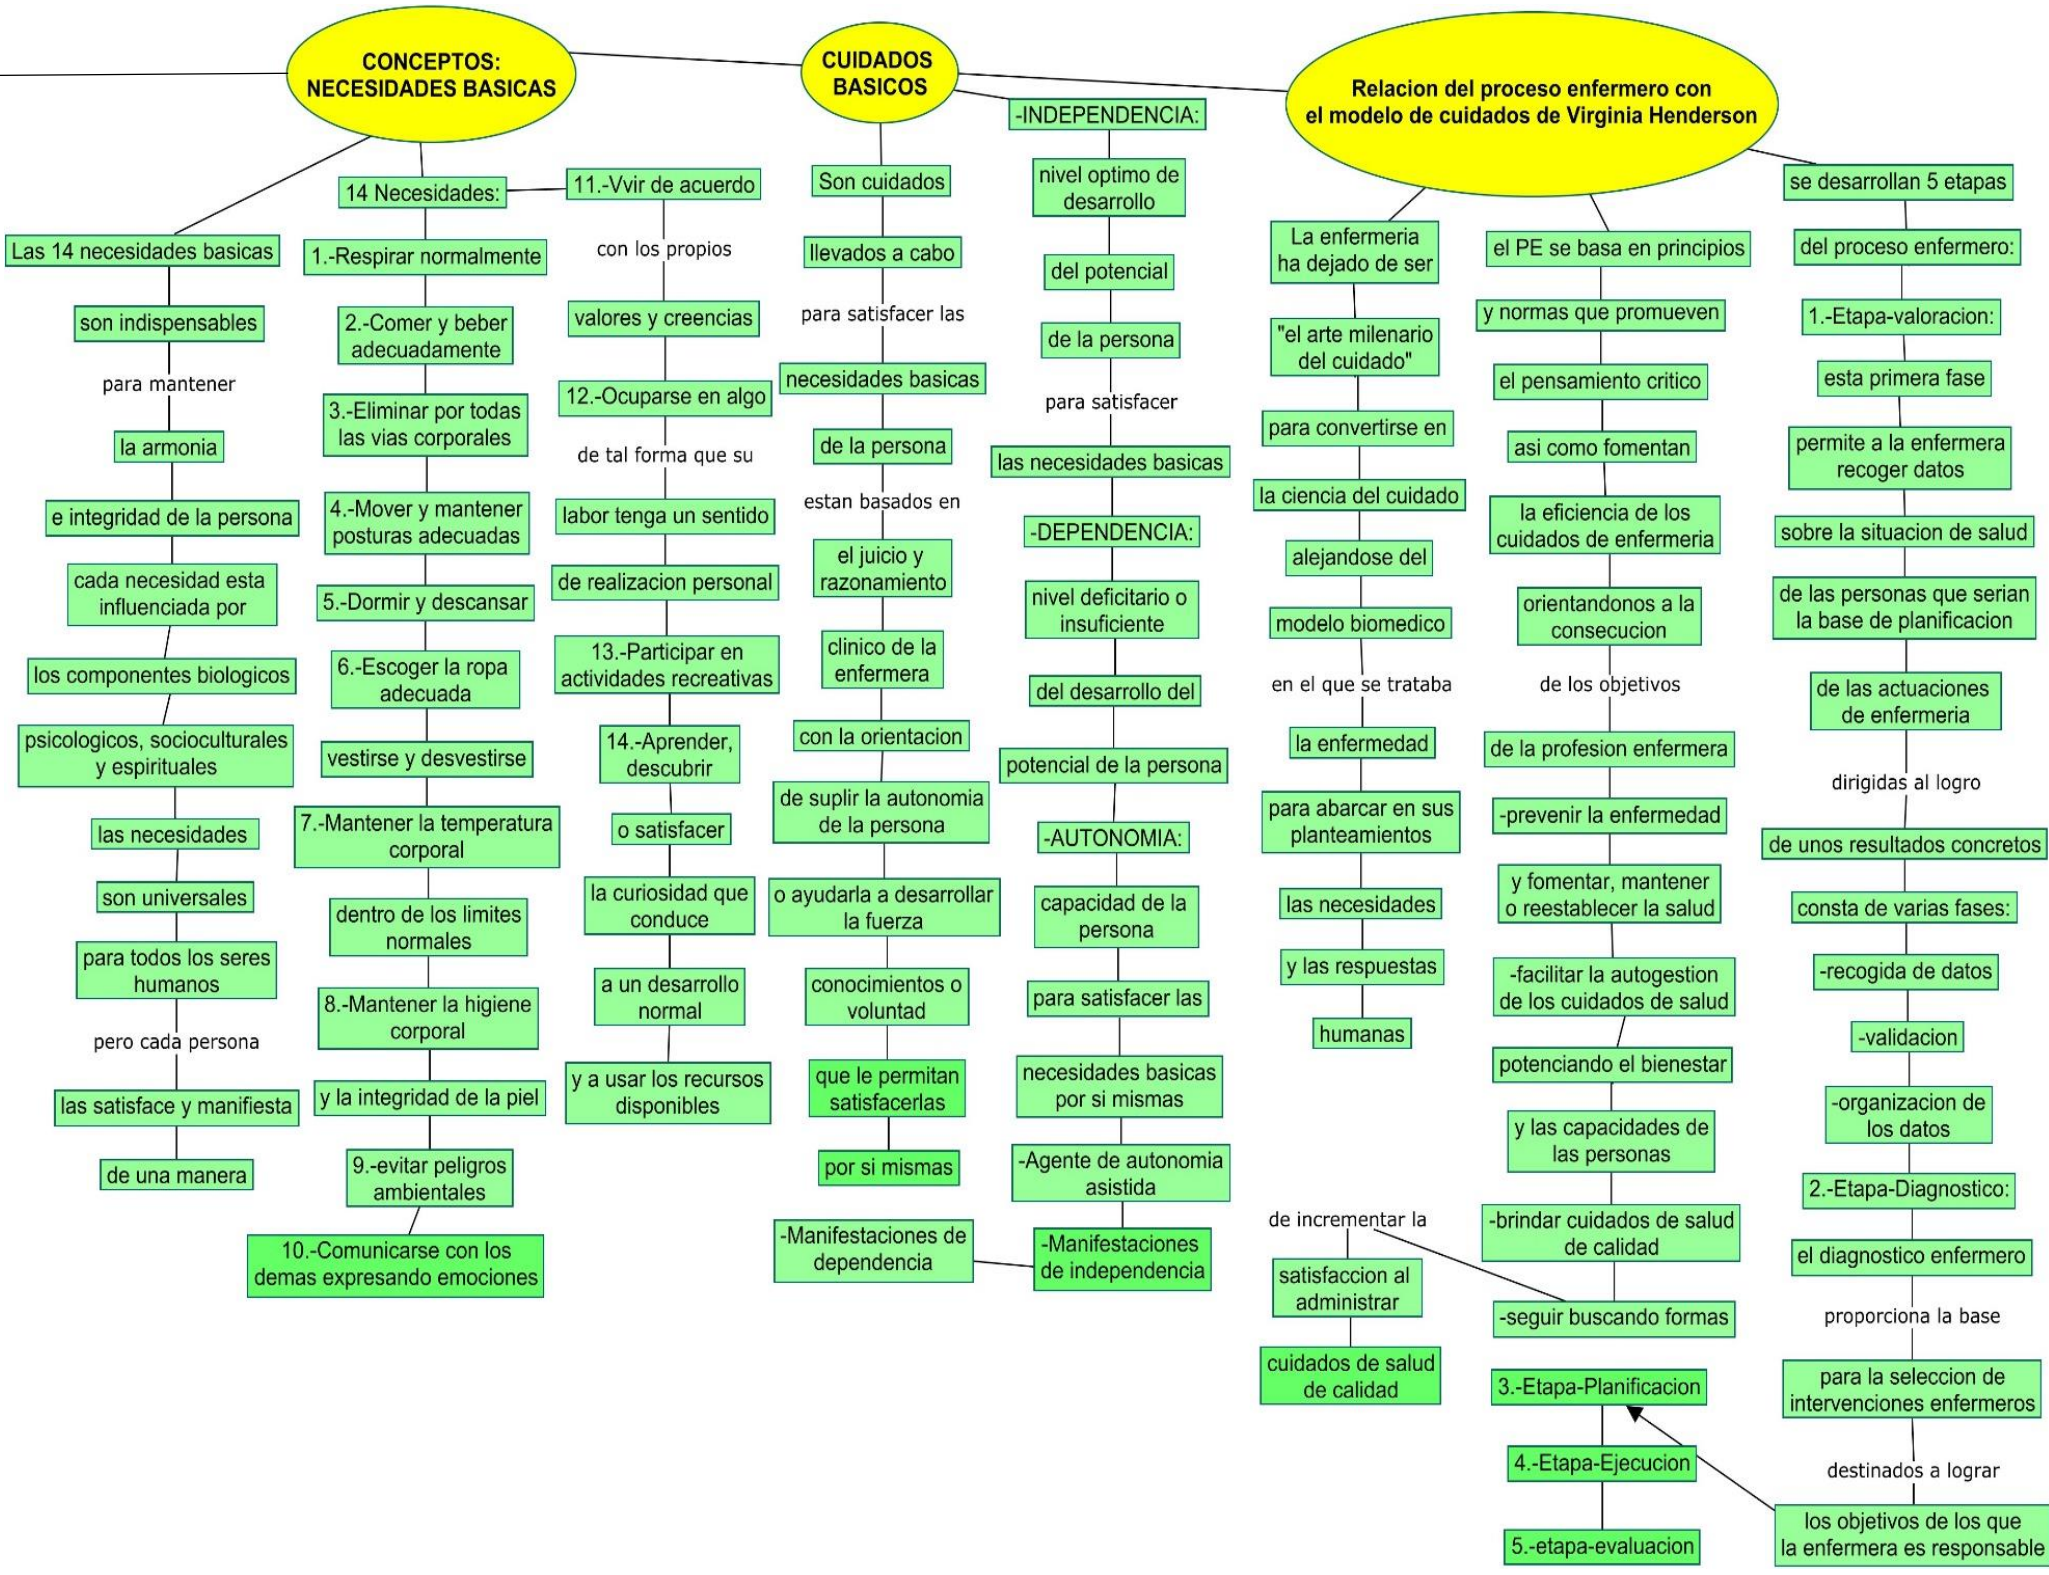 CONCEPTOS:
NECESIDADES BASICAS
Las 14 necesidades basicas
son indispensables
para mantener
la armonia
e integridad de la persona
cada necesidad esta
influenciada por
los componentes biologicos
psicologicos, socioculturales
y espirituales
las necesidades
son universales
para todos los seres
humanos
pero cada persona
las satisface y manifiesta
de una manera
14 Necesidades:
1.-Respirar normalmente
2.-Comer y beber
adecuadamente
3.-Eliminar por todas
las vias corporales
4.-Mover y mantener
posturas adecuadas
5.-Dormir y descansar
6.-Escoger la ropa
adecuada
vestirse y desvestirse
7.-Mantener la temperatura
corporal
dentro de los limites
normales
8.-Mantener la higiene
corporal
y la integridad de la piel
9.-evitar peligros
ambientales
10.-Comunicarse con los
demas expresando emociones
11.-Vvir de acuerdo
con los propios
valores y creencias
12.-Ocuparse en algo
de tal forma que su
labor tenga un sentido
de realizacion personal
13.-Participar en
actividades recreativas
14.-Aprender,
descubrir
o satisfacer
la curiosidad que
conduce
a un desarrollo
normal
y a usar los recursos
disponibles
CUIDADOS
BASICOS
Son cuidados
llevados a cabo
para satisfacer las
necesidades basicas
de la persona
estan basados en
el juicio y
razonamiento
clinico de la
enfermera
con la orientacion
de suplir la autonomia
de la persona
o ayudarla a desarrollar
la fuerza
conocimientos o
voluntad
que le permitan
satisfacerlas
por si mismas
-INDEPENDENCIA:
nivel optimo de
desarrollo
del potencial
de la persona
para satisfacer
las necesidades basicas
-DEPENDENCIA:
nivel deficitario o
insuficiente
del desarrollo del
potencial de la persona
-AUTONOMIA:
capacidad de la
persona
para satisfacer las
necesidades basicas
por si mismas
-Agente de autonomia
asistida
-Manifestaciones
de independencia
-Manifestaciones de
dependencia
Relacion del proceso enfermero con
el modelo de cuidados de Virginia Henderson
La enfermeria
ha dejado de ser
"el arte milenario
del cuidado"
para convertirse en
la ciencia del cuidado
alejandose del
modelo biomedico
en el que se trataba
la enfermedad
para abarcar en sus
planteamientos
las necesidades
y las respuestas
humanas
el PE se basa en principios
y normas que promueven
el pensamiento critico
asi como fomentan
la eficiencia de los
cuidados de enfermeria
orientandonos a la
consecucion
de los objetivos
de la profesion enfermera
-prevenir la enfermedad
y fomentar, mantener
o reestablecer la salud
-facilitar la autogestion
de los cuidados de salud
potenciando el bienestar
y las capacidades de
las personas
-brindar cuidados de salud
de calidad
-seguir buscando formas
de incrementar la
satisfaccion al
administrar
cuidados de salud
de calidad
se desarrollan 5 etapas
del proceso enfermero:
1.-Etapa-valoracion:
esta primera fase
permite a la enfermera
recoger datos
sobre la situacion de salud
de las personas que serian
la base de planificacion
de las actuaciones
de enfermeria
dirigidas al logro
de unos resultados concretos
consta de varias fases:
-recogida de datos
-validacion
-organizacion de
los datos
2.-Etapa-Diagnostico:
el diagnostico enfermero
proporciona la base
para la seleccion de
intervenciones enfermeros
destinados a lograr
los objetivos de los que
la enfermera es responsable
3.-Etapa-Planificacion
4.-Etapa-Ejecucion
5.-etapa-evaluacion